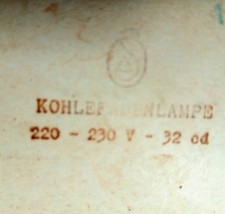 KOHLEFADENLAMPE
220 - 230 V - 32 cd